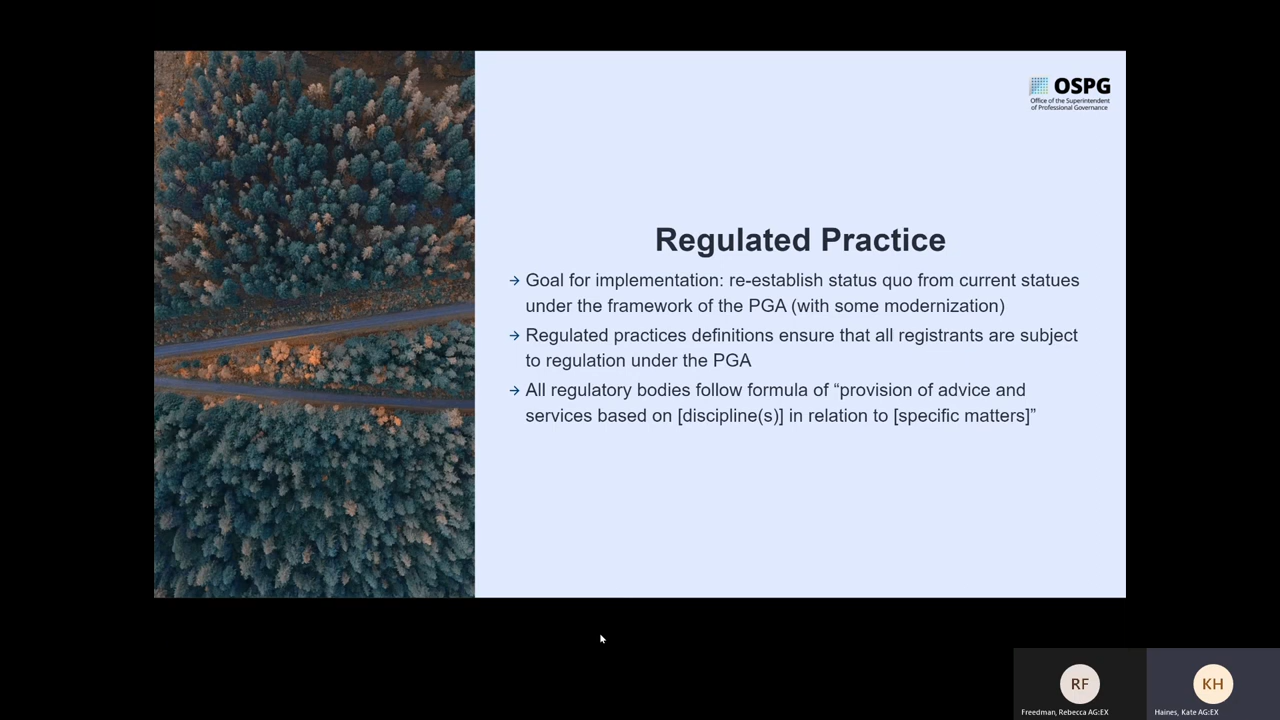 OSPG
Office of the Superintendent
of Professional Governance
Regulated Practice
→ Goal for implementation: re-establish status quo from current statues
under the framework of the PGA (with some modernization)
→ Regulated practices definitions ensure that all registrants are subject
to regulation under the PGA
→ All regulatory bodies follow formula of “provision of advice and
services based on [discipline(s)] in relation to [specific matters]”
RF
KH
Freedman, Rebecca AG:EX
Haines, Kate AG:EX